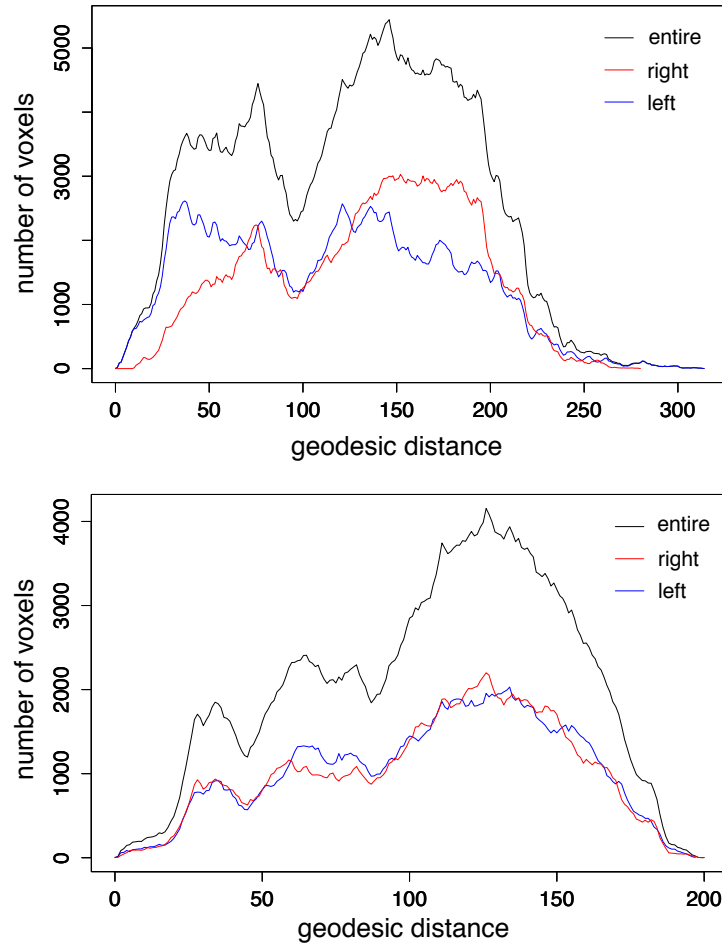 number of voxels
5000
3000
1000
0
entire
right
left
0
50
100
150
200
250
300
geodesic distance
number of voxels
4000
3000
2000
1000
0
entire
right
left
0
50
100
150
200
geodesic distance